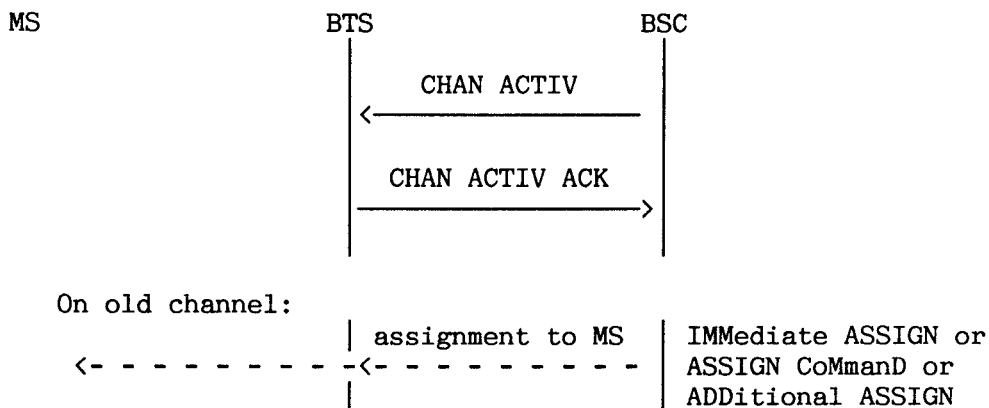 MS BTS BSC
CHAN ACTIV
CHAN ACTIV ACK
On old channel:
assignment to MS IMMediate ASSIGN or
ASSIGN CoMmanD or
ADDitional ASSIGN